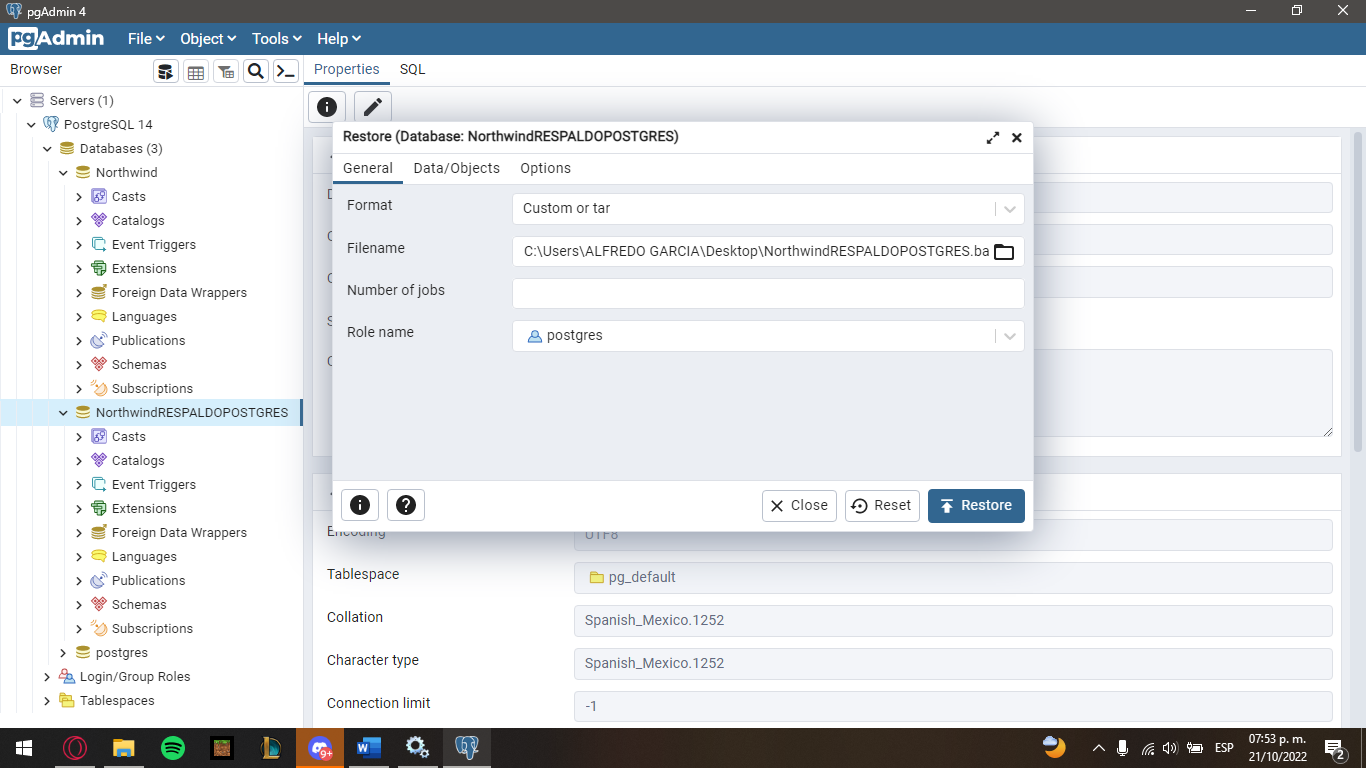 pgAdmin 4
pgAdmin File Object Tools Help
Browser Properties SQL
Servers (1)
PostgreSQL 14
Databases (3)
Northwind
Casts
Catalogs
Event Triggers
Extensions
Foreign Data Wrappers
Languages
Publications
Schemas
Subscriptions
NorthwindRESPALDOPOSTGRES
Casts
Catalogs
Event Triggers
Extensions
Foreign Data Wrappers
Languages
Publications
Schemas
Subscriptions
postgres
Login/Group Roles
Tablespaces
Restore (Database: NorthwindRESPALDOPOSTGRES)
General Data/Objects Options
Format Custom or tar
Filename C:\Users\ALFREDO GARCIA\Desktop\NorthwindRESPALDOPOSTGRES.ba
Number of jobs
Role name postgres
Close Reset Restore
Encoding UTF8
Tablespace pg_default
Collation Spanish_Mexico.1252
Character type Spanish_Mexico.1252
Connection limit -1
9+
ESP
07:53 p. m.
21/10/2022
2